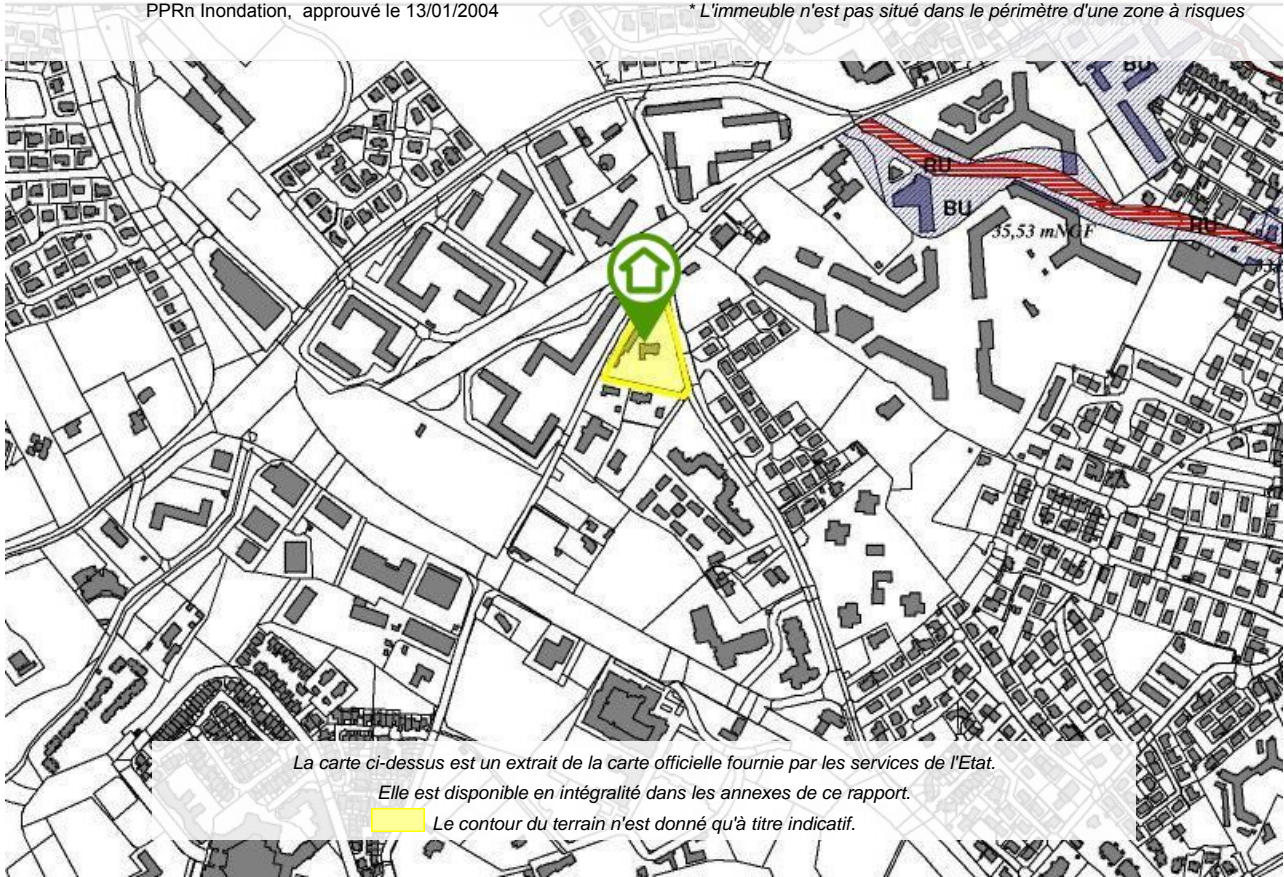 PPRn Inondation, approuvé le 13/01/2004
* L'immeuble n'est pas situé dans le périmètre d'une zone à risques
BU
RU
BU
35,53 mNGF
RU
La carte ci-dessus est un extrait de la carte officielle fournie par les services de l'Etat.
Elle est disponible en intégralité dans les annexes de ce rapport.
Le contour du terrain n'est donné qu'à titre indicatif.